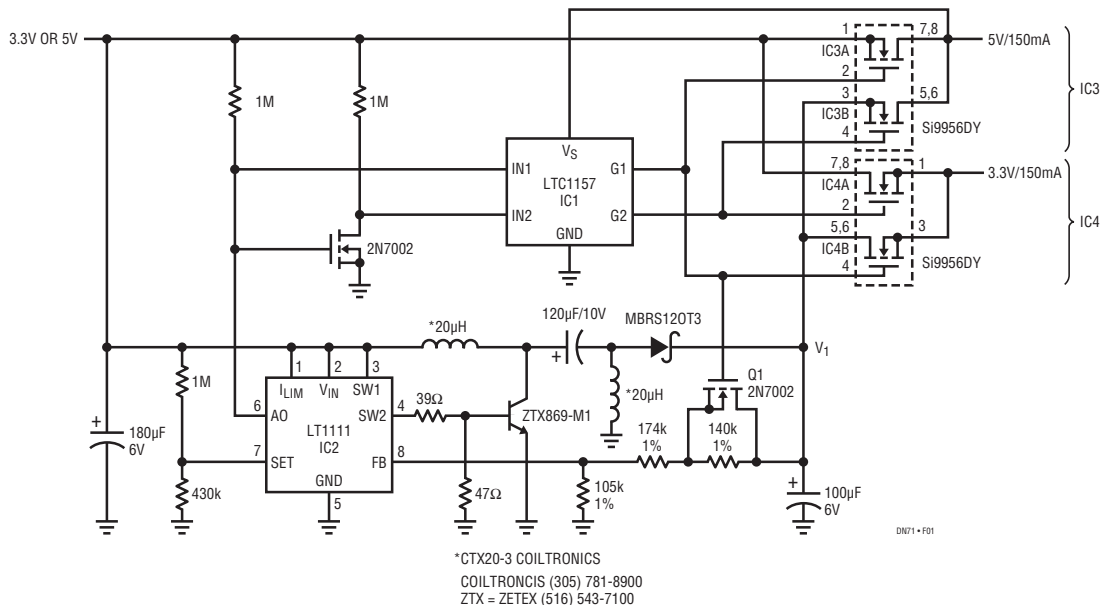 3.3V OR 5V
1M
1M
1
7,8
5V/150mA
IC3A
2
3
5,6
IC3B
4
Si9956DY
IC3
VS
IN1
G1
LTC1157
IC1
IN2
G2
GND
7,8
1
3.3V/150mA
IC4A
2
5,6
3
IC4B
4
Si9956DY
IC4
2N7002
*20µH
120µF/10V
+
MBRS120T3
V1
*20µH
Q1
2N7002
1M
1
2
3
ILIM
VIN
SW1
6
AO
SW2
4
39Ω
ZTX869-M1
LT1111
IC2
7
SET
FB
8
GND
5
174k
1%
140k
1%
+
180µF
6V
430k
47Ω
105k
1%
+
100µF
6V
DN71 • F01
*CTX20-3 COILTRONICS
COILTRONCIS (305) 781-8900
ZTX = ZETEX (516) 543-7100